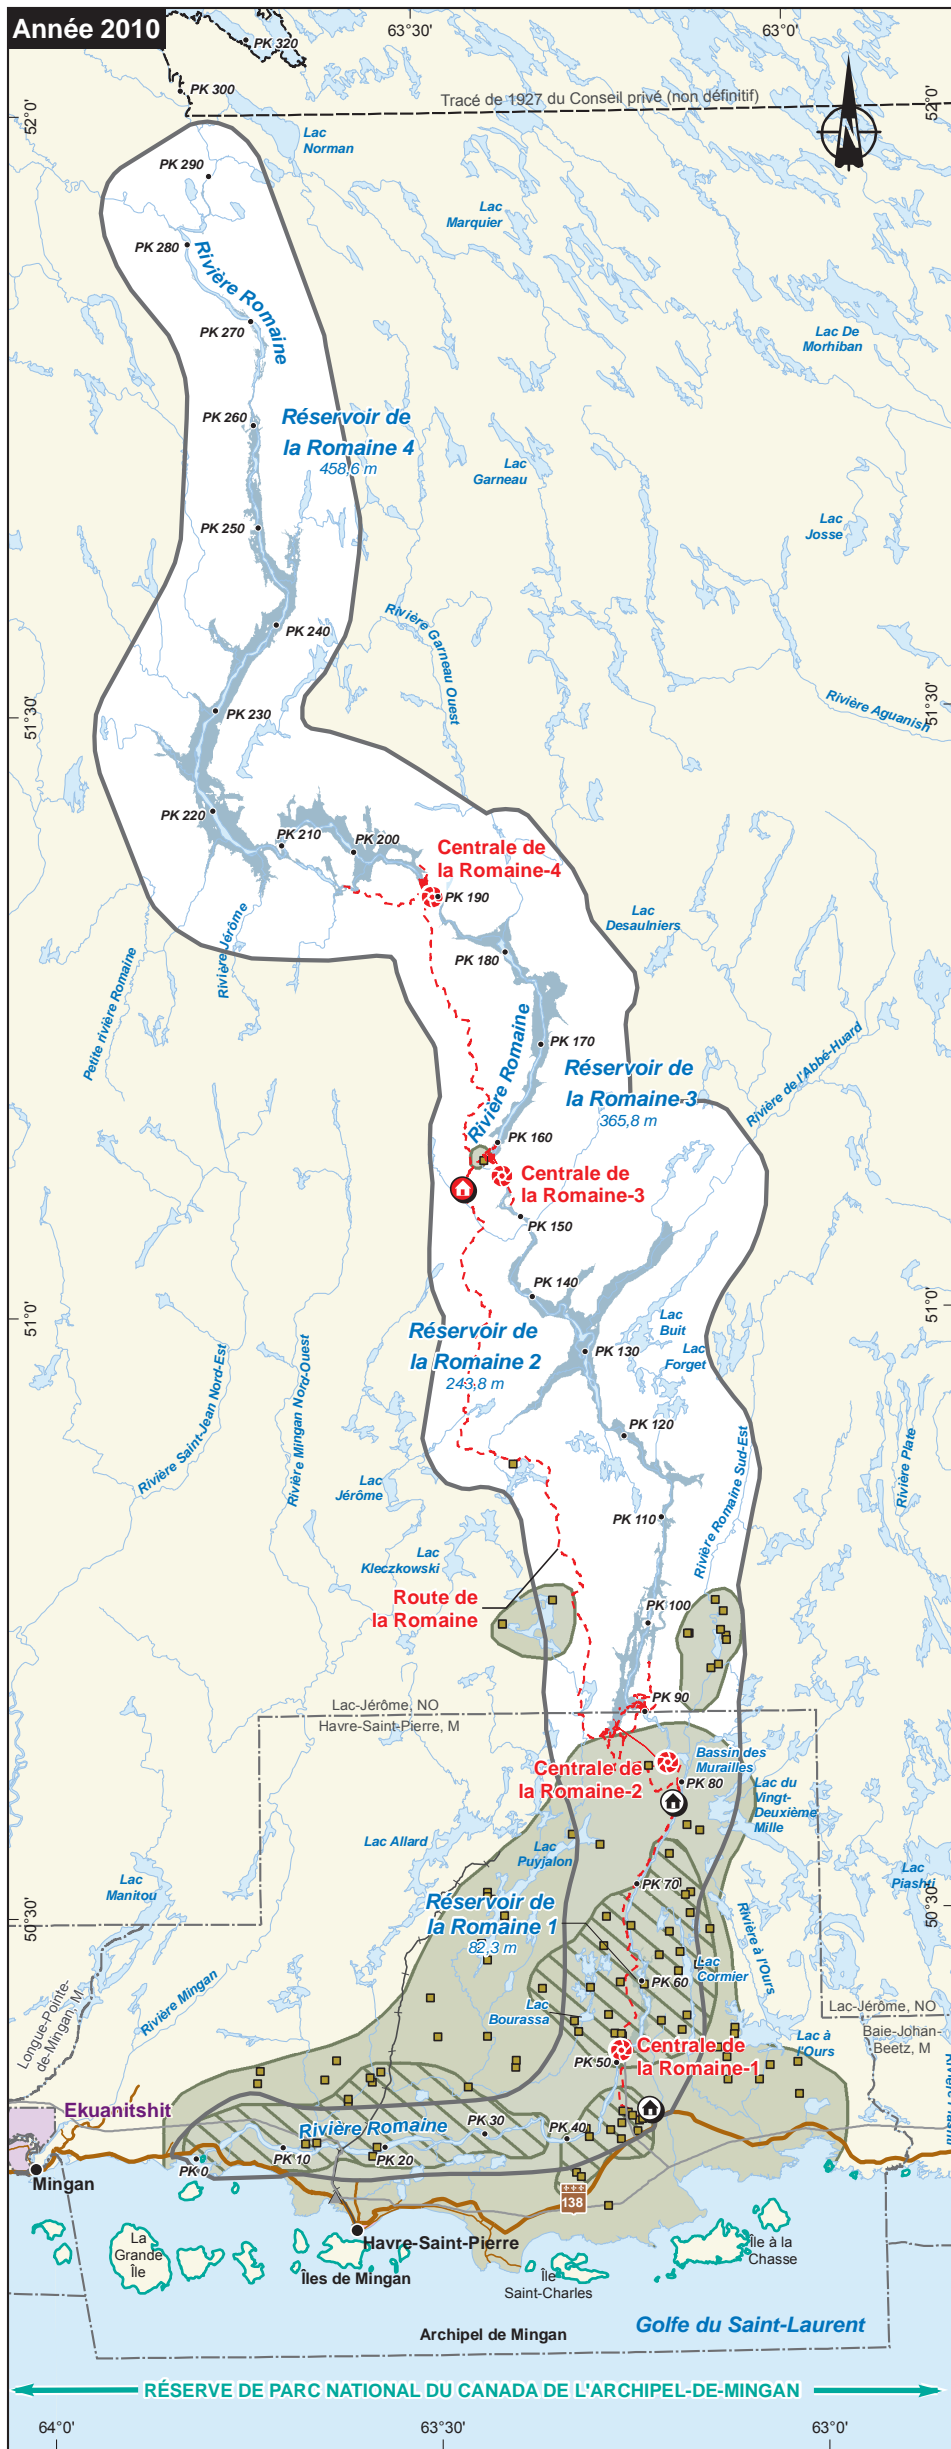 Année 2010
63°30'
63°0'
PK 320
PK 300
Tracé de 1927 du Conseil privé (non définitif)
52°0'
52°0'
N
Lac
Norman
PK 290
Lac
Marquier
PK 280
Rivière Romaine
PK 270
Lac De
Morhiban
PK 260
Réservoir de
la Romaine 4
458,6 m
Lac
Garneau
PK 250
Lac
Josse
PK 240
Rivière Garneau Ouest
51°30'
51°30'
PK 230
Rivière Aguanish
PK 220
PK 210
PK 200
Centrale de
la Romaine-4
PK 190
Lac
Desaulniers
PK 180
Rivière Jérôme
Petite rivière Romaine
Rivière Romaine
PK 170
Réservoir de
la Romaine 3
365,8 m
Rivière de l'Abbé-Huard
PK 160
Centrale de
la Romaine-3
PK 150
PK 140
51°0'
51°0'
Lac
Buit
Réservoir de
la Romaine 2
243,8 m
PK 130
Lac
Forget
Rivière Saint-Jean Nord-Est
Rivière Mingan Nord-Ouest
PK 120
Rivière Romaine Sud-Est
Rivière Plate
Lac
Jérôme
PK 110
Lac
Kleczkowski
Route de
la Romaine
PK 100
Lac-Jérôme, NO
Havre-Saint-Pierre, M
PK 90
Centrale de
la Romaine-2
Bassin des
Murailles
PK 80
Lac du
Vingt-
Deuxième
Mille
Lac Allard
Lac
Puyjalon
Lac
Manitou
Lac
Piashti
PK 70
50°30'
50°30'
Réservoir de
la Romaine 1
82,3 m
Rivière à l'Ours
PK 60
Lac
Cormier
Rivière Mingan
Longue-Pointe-
de-Mingan, M
Lac
Bourassa
Lac-Jérôme, NO
Baie-Johan-
Beetz, M
Lac à
l'Ours
Centrale de
la Romaine-1
PK 50
Ekuanitshit
Rivière Romaine
PK 30
PK 40
PK 0
PK 10
PK 20
Mingan
138
Havre-Saint-Pierre
La
Grande
Île
Îles de Mingan
Île
Saint-Charles
Île à la
Chasse
Golfe du Saint-Laurent
Archipel de Mingan
RÉSERVE DE PARC NATIONAL DU CANADA DE L'ARCHIPEL-DE-MINGAN
64°0'
63°30'
63°0'